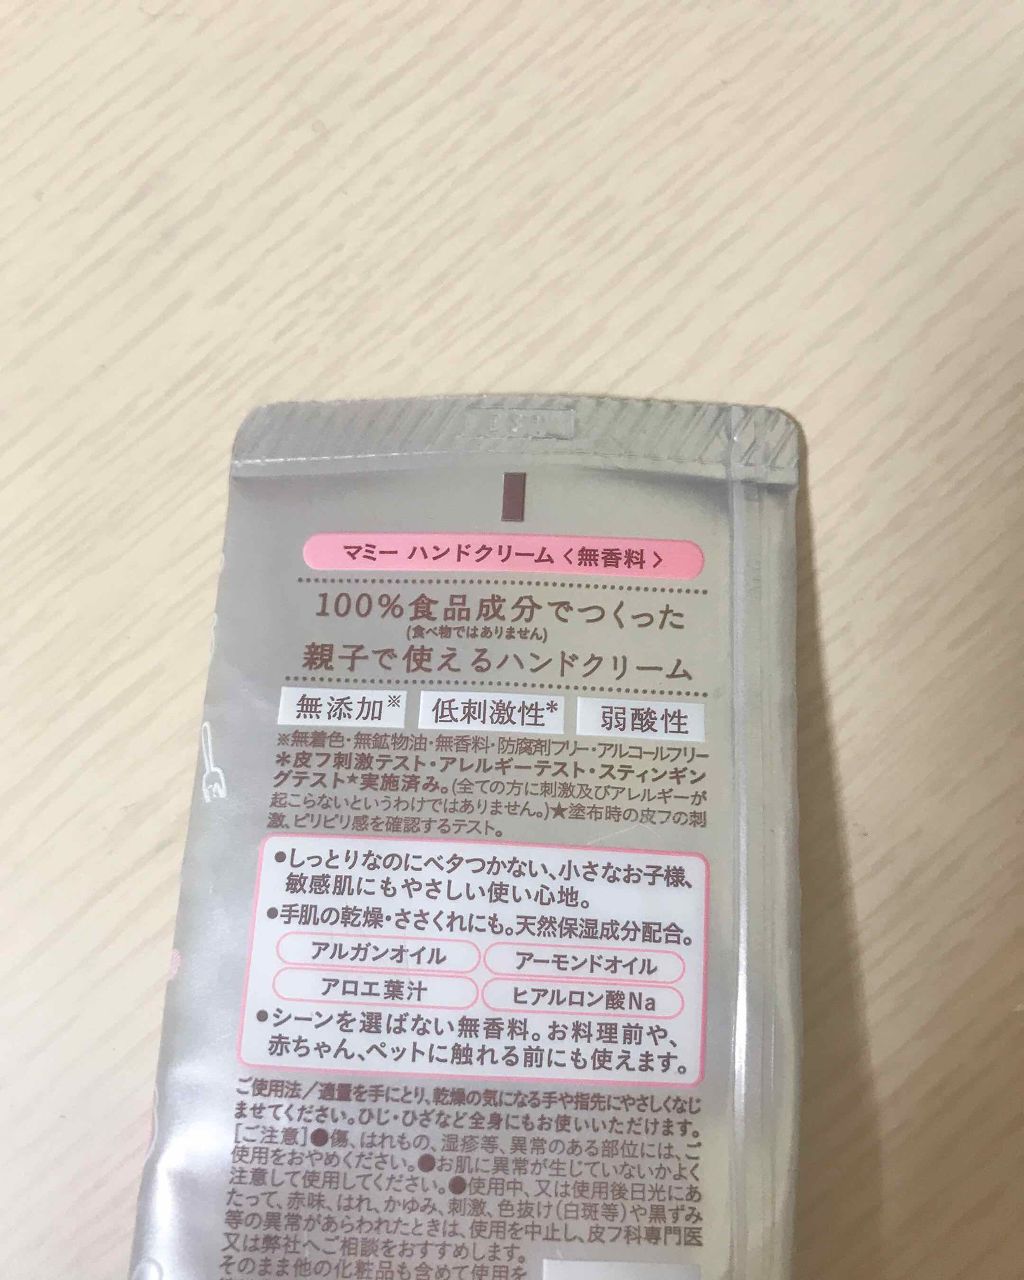 マミー ハンドクリーム〈無香料〉
100%食品成分でつくった
(食べ物ではありません)
親子で使えるハンドクリーム
無添加※ 低刺激性* 弱酸性
※無着色・無鉱物油・無香料・防腐剤フリー・アルコールフリー
＊皮フ刺激テスト・アレルギーテスト・スティンギン
グテスト★実施済み。(全ての方に刺激及びアレルギーが
起こらないというわけではありません。)★塗布時の皮フの刺
激、ピリピリ感を確認するテスト。
●しっとりなのにベタつかない、小さなお子様、
敏感肌にもやさしい使い心地。
●手肌の乾燥・ささくれにも。天然保湿成分配合。
アルガンオイル アーモンドオイル
アロエ葉汁 ヒアルロン酸Na
●シーンを選ばない無香料。お料理前や、
赤ちゃん、ペットに触れる前にも使えます。
ご使用法／適量を手にとり、乾燥の気になる手や指先にやさしくなじ
ませてください。ひじ・ひざなど全身にもお使いいただけます。
[ご注意]●傷、はれもの、湿疹等、異常のある部位には、ご
使用をおやめください。●お肌に異常が生じていないかよく
注意して使用してください。●使用中、又は使用後日光にあ
たって、赤味、はれ、かゆみ、刺激、色抜け(白斑等)や黒ずみ
等の異常があらわれたときは、使用を中止し、皮フ科専門医
又は弊社へご相談をおすすめします。
そのまま他の化粧品も含めて使用を